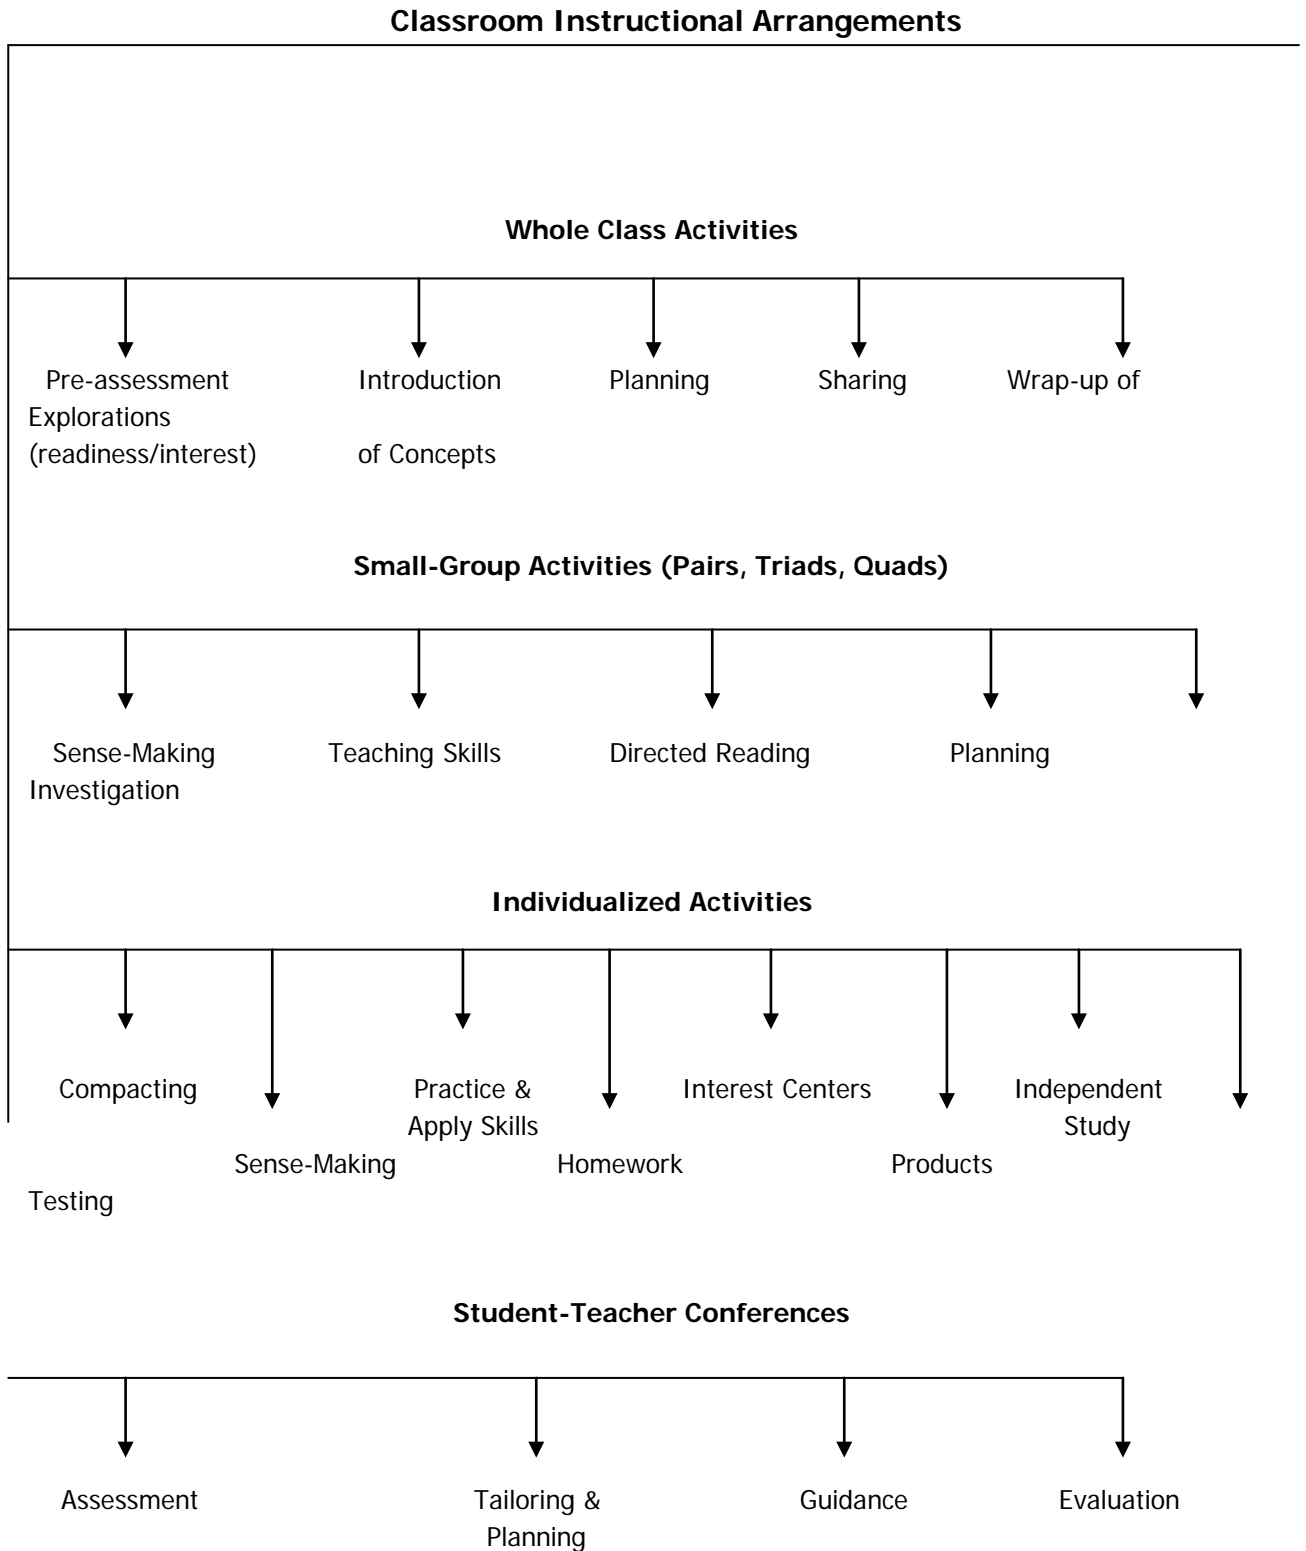 Classroom Instructional Arrangements
Whole Class Activities
Pre-assessment Introduction Planning Sharing Wrap-up of
Explorations
(readiness/interest) of Concepts
Small-Group Activities (Pairs, Triads, Quads)
Sense-Making Teaching Skills Directed Reading Planning
Investigation
Individualized Activities
Compacting Practice & Interest Centers Independent
Apply Skills Study
Sense-Making Homework Products
Testing
Student-Teacher Conferences
Assessment Tailoring & Guidance Evaluation
Planning